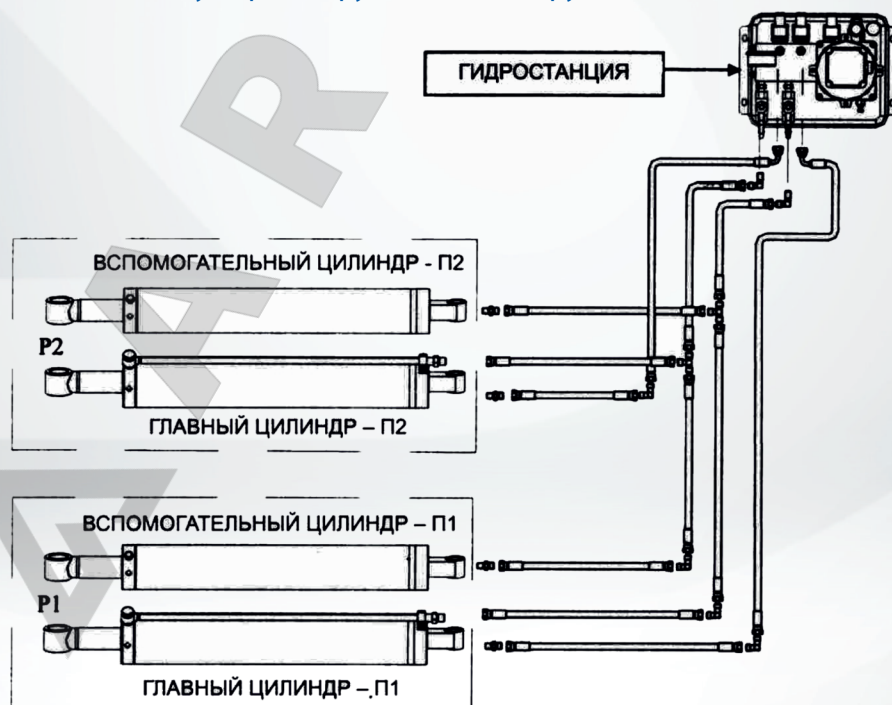 ГИДРОСТАНЦИЯ
ВСПОМОГАТЕЛЬНЫЙ ЦИЛИНДР - П2
P2
ГЛАВНЫЙ ЦИЛИНДР – П2
ВСПОМОГАТЕЛЬНЫЙ ЦИЛИНДР – П1
P1
ГЛАВНЫЙ ЦИЛИНДР – П1